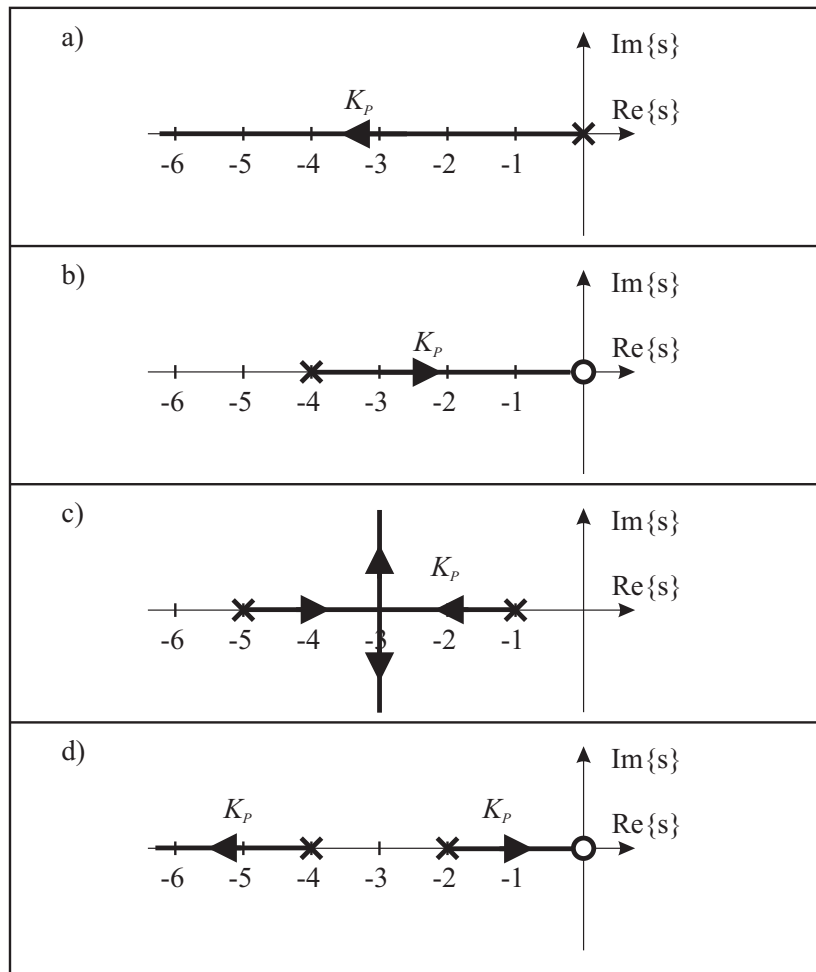 a)
Im{s}
K_P
Re{s}
-6 -5 -4 -3 -2 -1
b)
Im{s}
K_P
Re{s}
-6 -5 -4 -3 -2 -1
c)
Im{s}
K_P
Re{s}
-6 -5 -4 -3 -2 -1
d)
Im{s}
K_P K_P
Re{s}
-6 -5 -4 -3 -2 -1